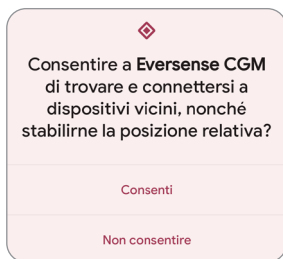 Consentire a Eversense CGM
di trovare e connettersi a
dispositivi vicini, nonché
stabilirne la posizione relativa?
Consenti
Non consentire